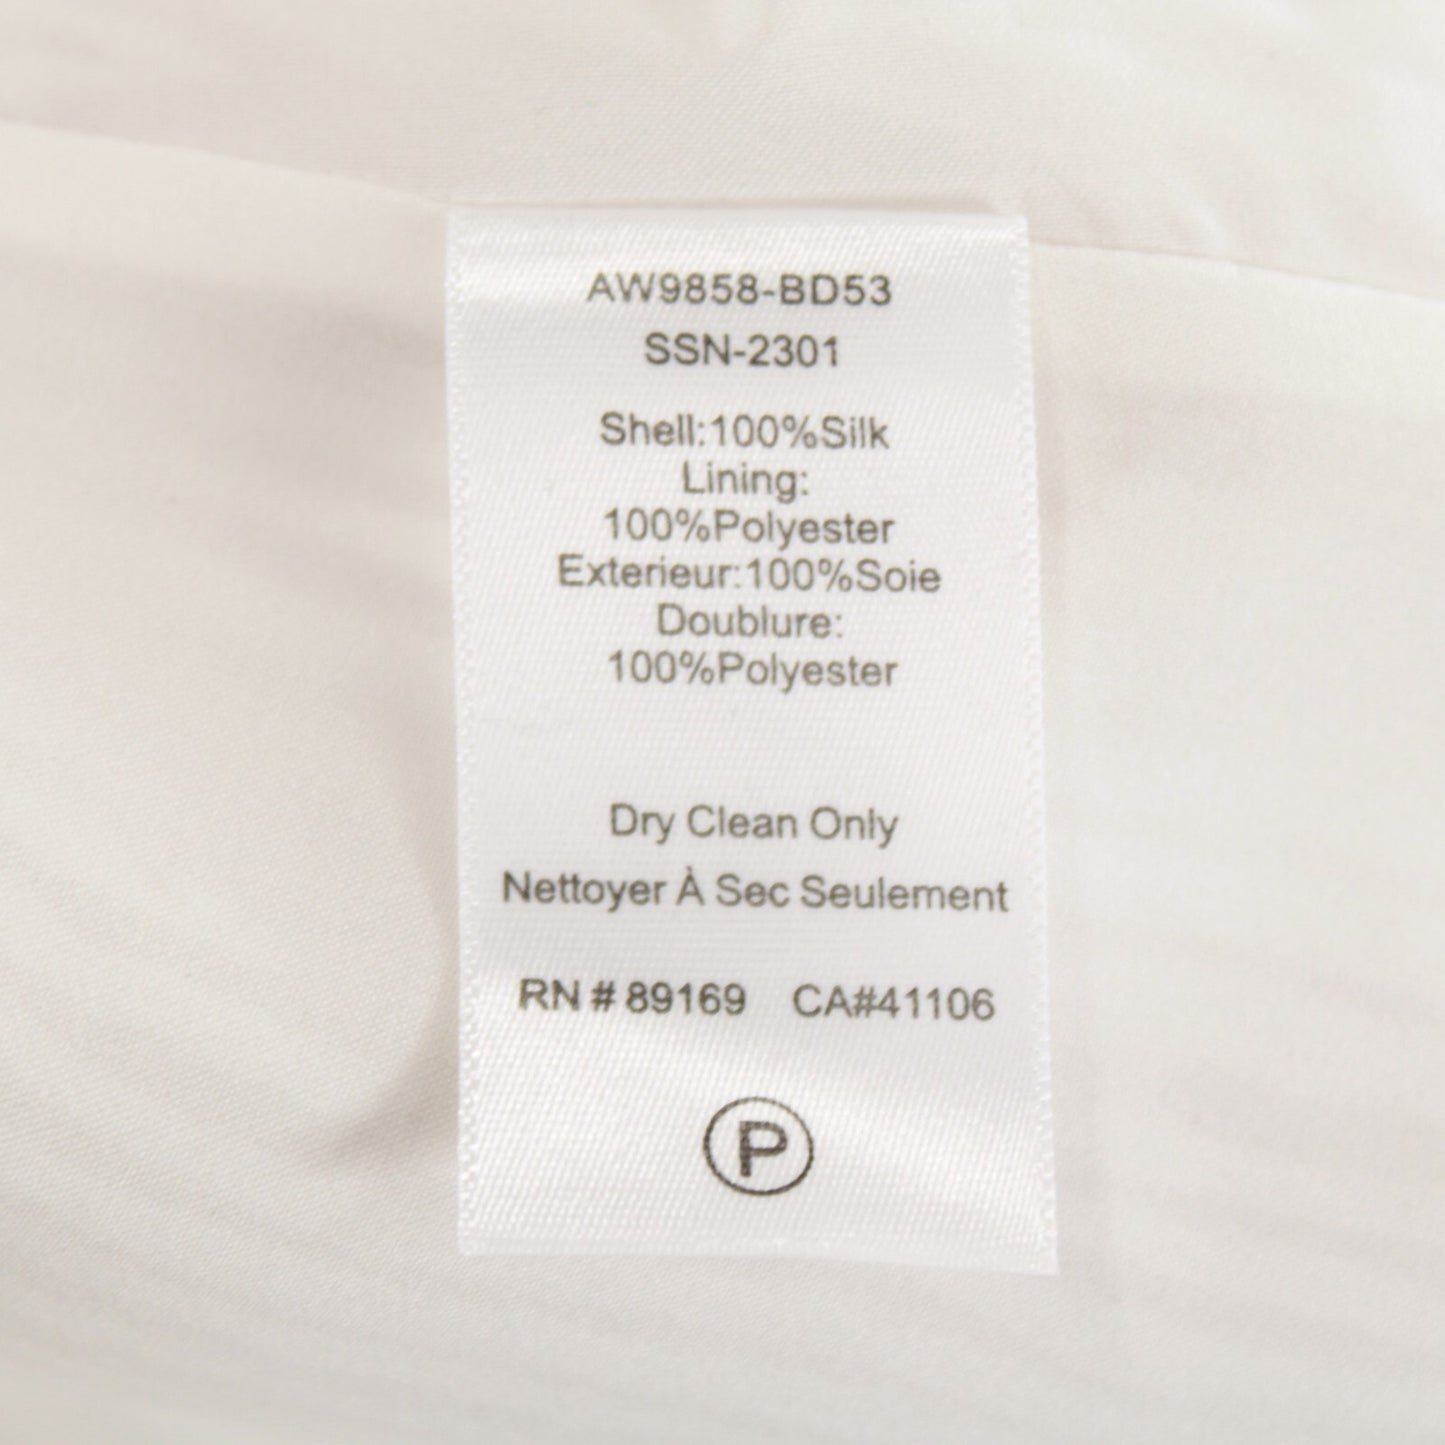 AW9858-BD53
SSN-2301
Shell:100%Silk
Lining:
100%Polyester
Exterieur:100%Soie
Doublure:
100%Polyester
Dry Clean Only
Nettoyer À Sec Seulement
RN # 89169 CA#41106
P